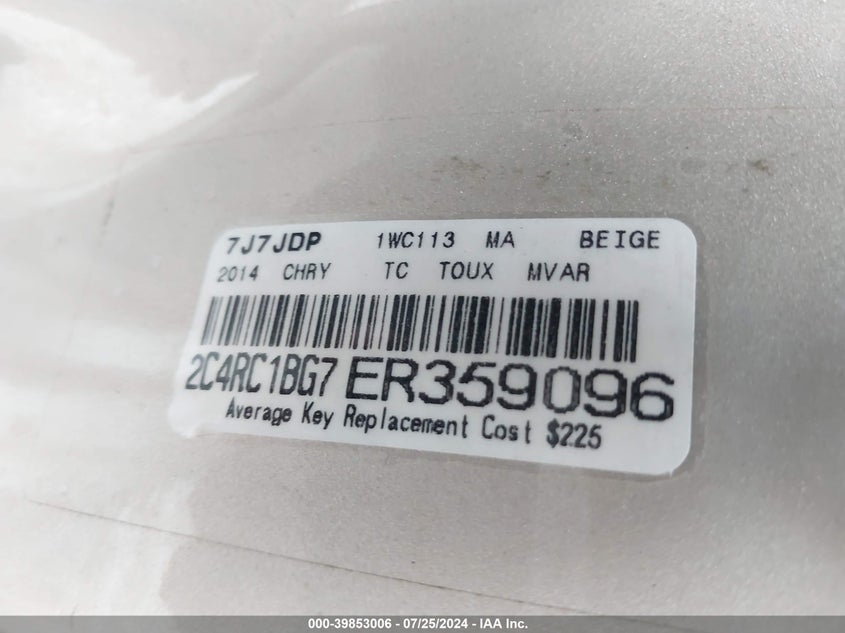 7J7JDP 1WC113 MA BEIGE
2014 CHRY TC TOUX MVAR
2C4RC1BG7ER359096
Average Key Replacement Cost $225
000-39853006 - 07/25/2024 - IAA Inc.